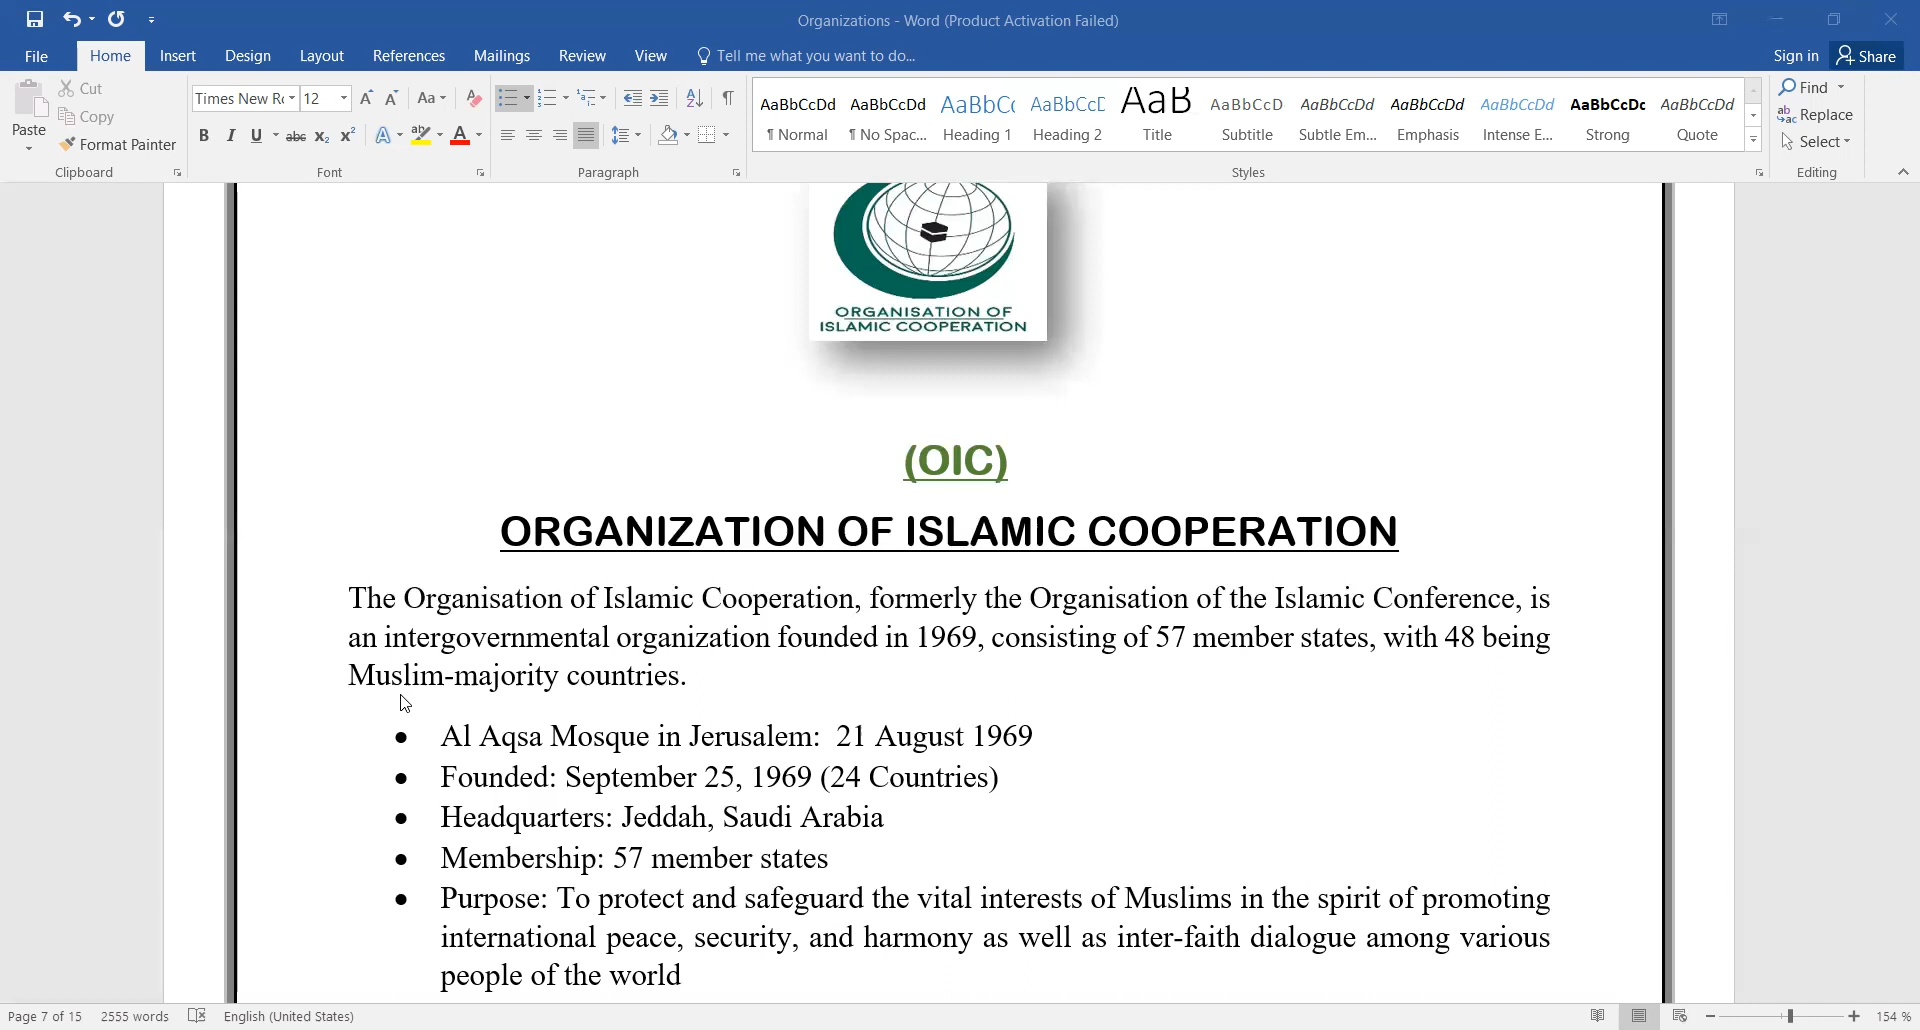 Organizations - Word (Product Activation Failed)
File Home Insert Design Layout References Mailings Review View Tell me what you want to do... Sign in Share
Cut
Copy
Paste
Format Painter
Clipboard
Times New Ro 12
Aa
B I U abc X₂ X² A ab A
Font
Paragraph
AaBbCcDd AaBbCcDd AaBbCc AaBbCcE AaB AaBbCcD AaBbCcDd AaBbCcDd AaBbCcDd AaBbCcDc AaBbCcDd
¶ Normal ¶ No Spac... Heading 1 Heading 2 Title Subtitle Subtle Em... Emphasis Intense E... Strong Quote
Styles
Find
Replace
Select
Editing
ORGANISATION OF
ISLAMIC COOPERATION
(OIC)
ORGANIZATION OF ISLAMIC COOPERATION
The Organisation of Islamic Cooperation, formerly the Organisation of the Islamic Conference, is
an intergovernmental organization founded in 1969, consisting of 57 member states, with 48 being
Muslim-majority countries.
• Al Aqsa Mosque in Jerusalem: 21 August 1969
• Founded: September 25, 1969 (24 Countries)
• Headquarters: Jeddah, Saudi Arabia
• Membership: 57 member states
• Purpose: To protect and safeguard the vital interests of Muslims in the spirit of promoting
international peace, security, and harmony as well as inter-faith dialogue among various
people of the world
Page 7 of 15 2555 words English (United States) 154 %